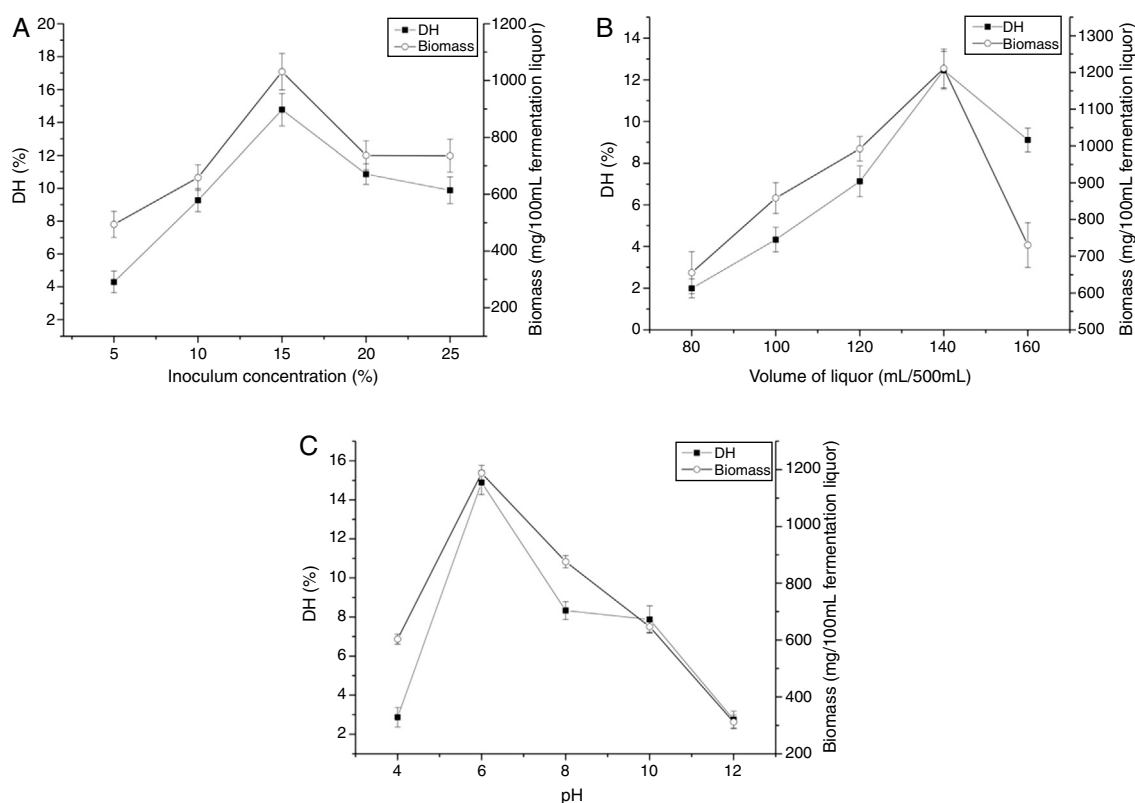 A
DH
Biomass
20
18
16
14
12
10
8
6
4
2
DH (%)
1200
1000
800
600
400
200
Biomass (mg/100mL fermentation liquor)
5 10 15 20 25
Inoculum concentration (%)
B
DH
Biomass
14
12
10
8
6
4
2
0
DH (%)
1300
1200
1100
1000
900
800
700
600
500
Biomass (mg/100mL fermentation liquor)
80 100 120 140 160
Volume of liquor (mL/500mL)
C
DH
Biomass
16
14
12
10
8
6
4
2
DH (%)
1200
1000
800
600
400
200
Biomass (mg/100mL fermentation liquor)
4 6 8 10 12
pH